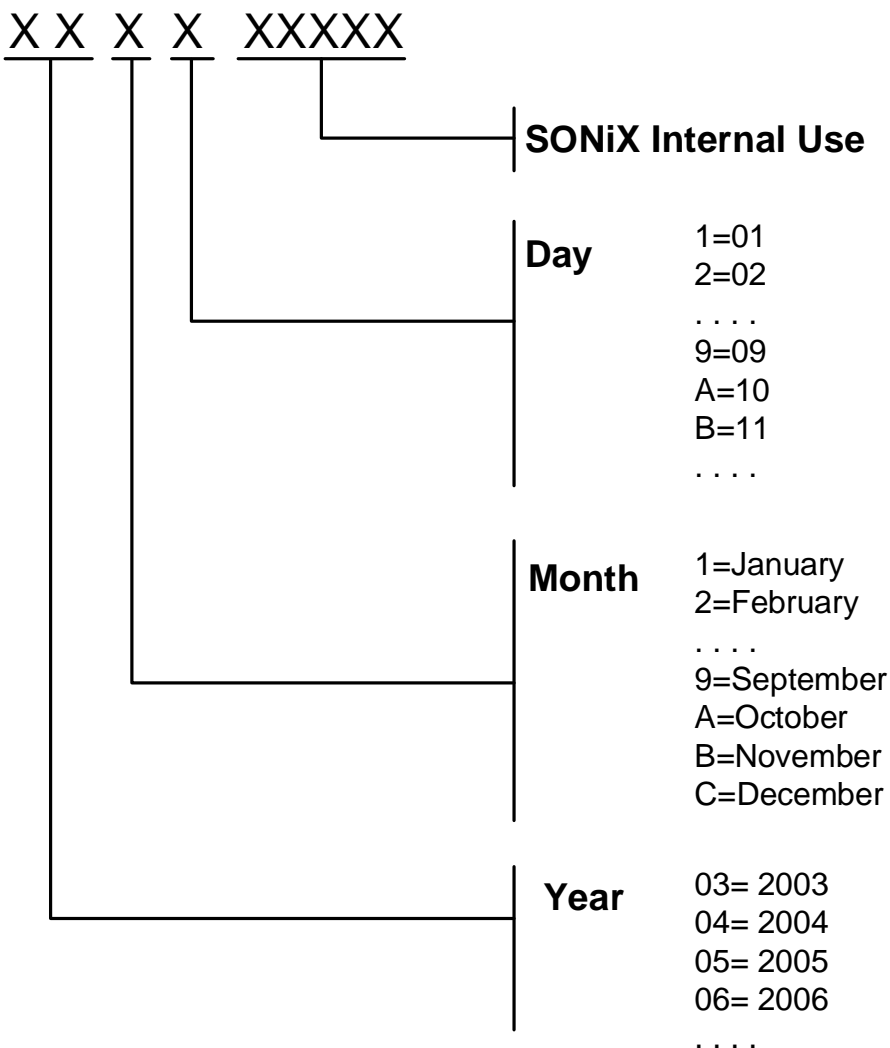 X X X X XXXXX
SONiX Internal Use
Day
1=01
2=02
. . . .
9=09
A=10
B=11
. . . .
Month
1=January
2=February
. . . .
9=September
A=October
B=November
C=December
Year
03= 2003
04= 2004
05= 2005
06= 2006
. . . .